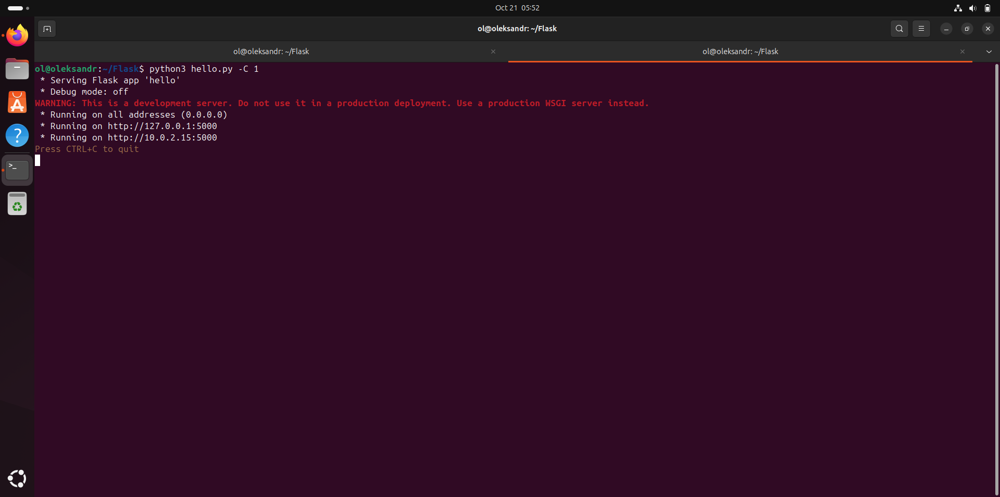 Oct 21 05:52
ol@oleksandr: ~/Flask
ol@oleksandr: ~/Flask
ol@oleksandr: ~/Flask
ol@oleksandr:~/Flask$ python3 hello.py -C 1
* Serving Flask app 'hello'
* Debug mode: off
WARNING: This is a development server. Do not use it in a production deployment. Use a production WSGI server instead.
* Running on all addresses (0.0.0.0)
* Running on http://127.0.0.1:5000
* Running on http://10.0.2.15:5000
Press CTRL+C to quit